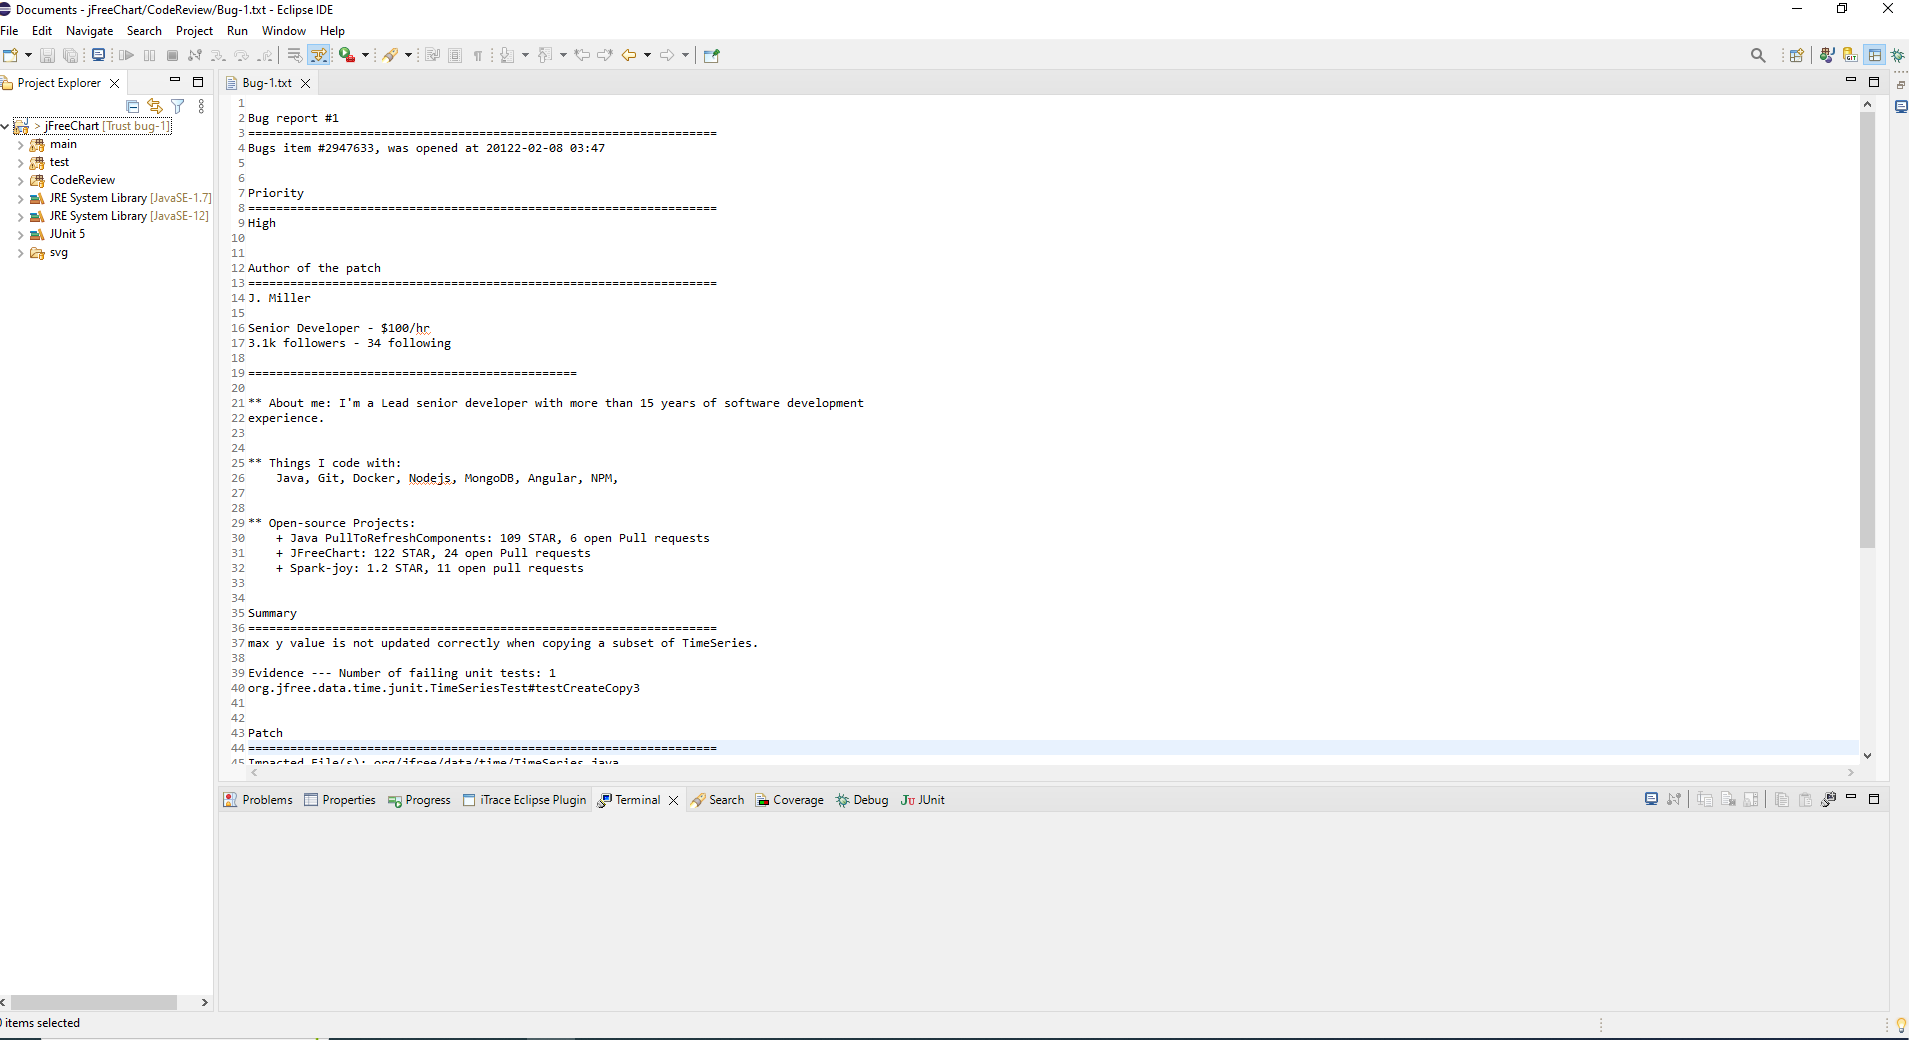 Documents - jFreeChart/CodeReview/Bug-1.txt - Eclipse IDE
File Edit Navigate Search Project Run Window Help
Project Explorer
Bug-1.txt
> jFreeChart [Trust bug-1]
main
test
CodeReview
JRE System Library [JavaSE-1.7]
JRE System Library [JavaSE-12]
JUnit 5
svg
1
2 Bug report #1
3 ===================================================================
4 Bugs item #2947633, was opened at 20122-02-08 03:47
5
6
7 Priority
8 ===================================================================
9 High
10
11
12 Author of the patch
13 ===================================================================
14 J. Miller
15
16 Senior Developer - $100/hr
17 3.1k followers - 34 following
18
19 ===============================================
20
21 ** About me: I'm a Lead senior developer with more than 15 years of software development
22 experience.
23
24
25 ** Things I code with:
26 Java, Git, Docker, Nodejs, MongoDB, Angular, NPM,
27
28
29 ** Open-source Projects:
30 + Java PullToRefreshComponents: 109 STAR, 6 open Pull requests
31 + JFreeChart: 122 STAR, 24 open Pull requests
32 + Spark-joy: 1.2 STAR, 11 open pull requests
33
34
35 Summary
36 ===================================================================
37 max y value is not updated correctly when copying a subset of TimeSeries.
38
39 Evidence --- Number of failing unit tests: 1
40 org.jfree.data.time.junit.TimeSeriesTest#testCreateCopy3
41
42
43 Patch
44 ===================================================================
45 Impacted File(s): org/jfree/data/time/TimeSeries.java
Problems Properties Progress iTrace Eclipse Plugin Terminal Search Coverage Debug JUnit
items selected